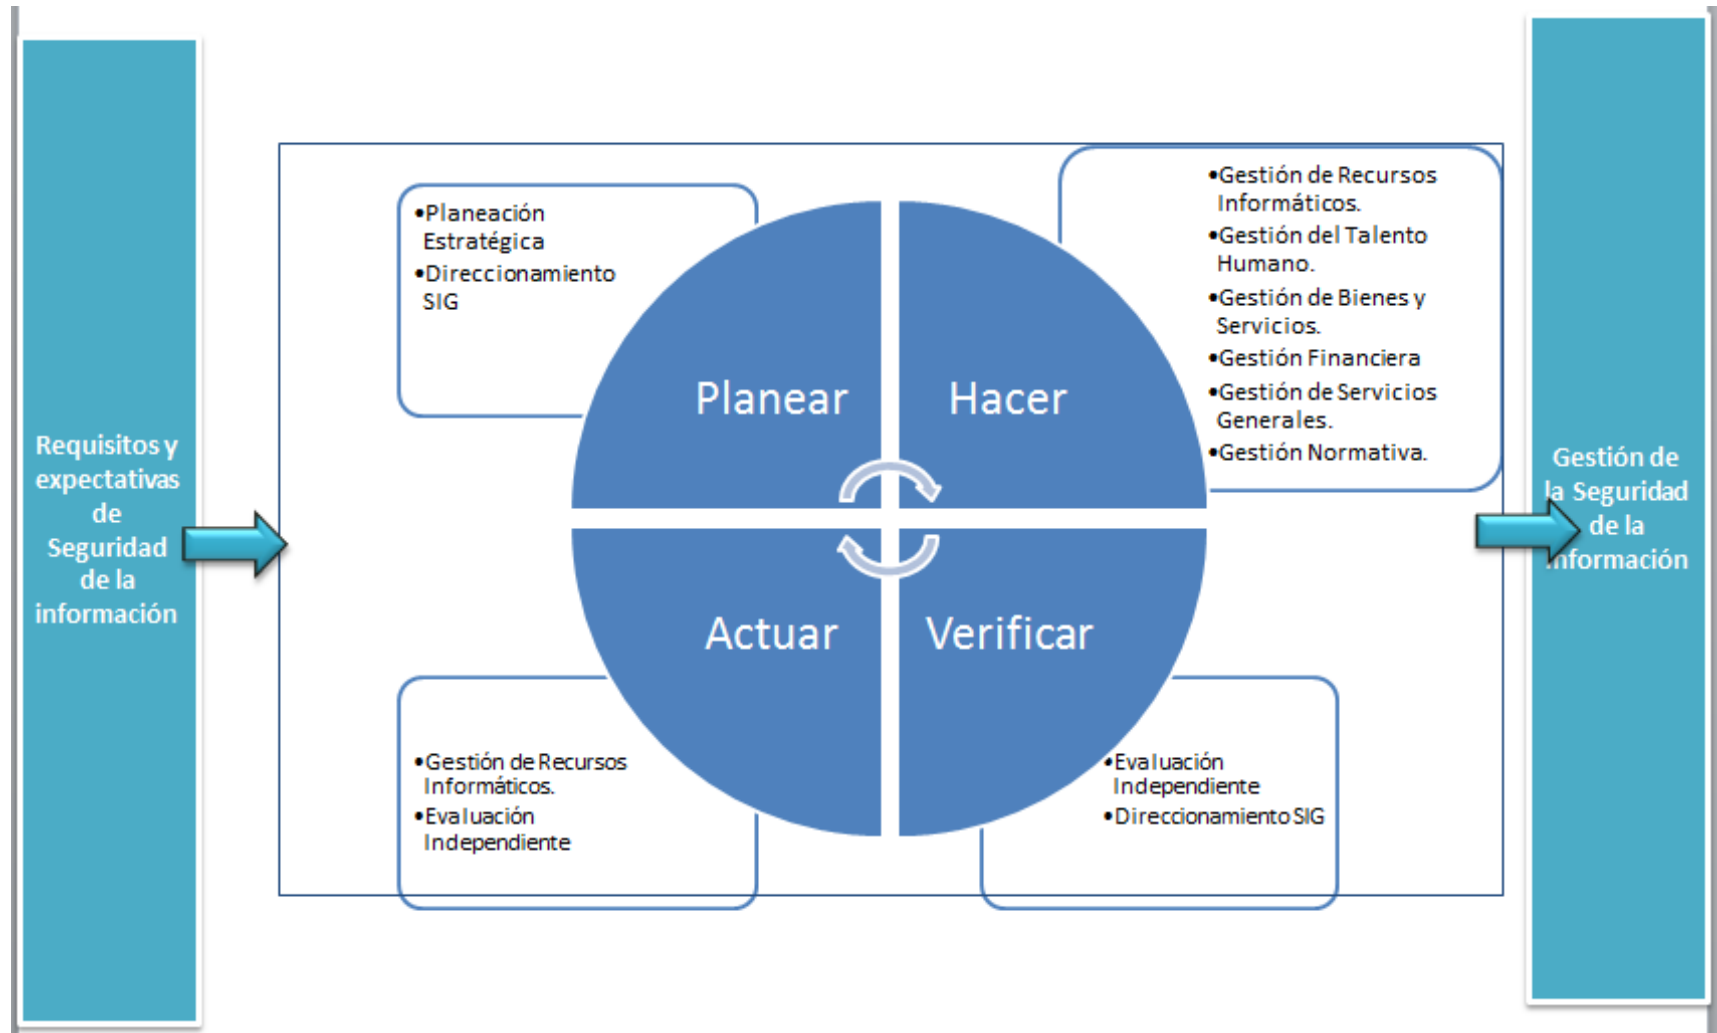 Requisitos y
expectativas
de
Seguridad
de la
información
•Planeación
Estratégica
•Direccionamiento
SIG
Planear
Hacer
•Gestión de Recursos
Informáticos.
•Gestión del Talento
Humano.
•Gestión de Bienes y
Servicios.
•Gestión Financiera
•Gestión de Servicios
Generales.
•Gestión Normativa.
Actuar
Verificar
•Gestión de Recursos
Informáticos.
•Evaluación
Independiente
•Evaluación
Independiente
•Direccionamiento SIG
Gestión de
la Seguridad
de la
información